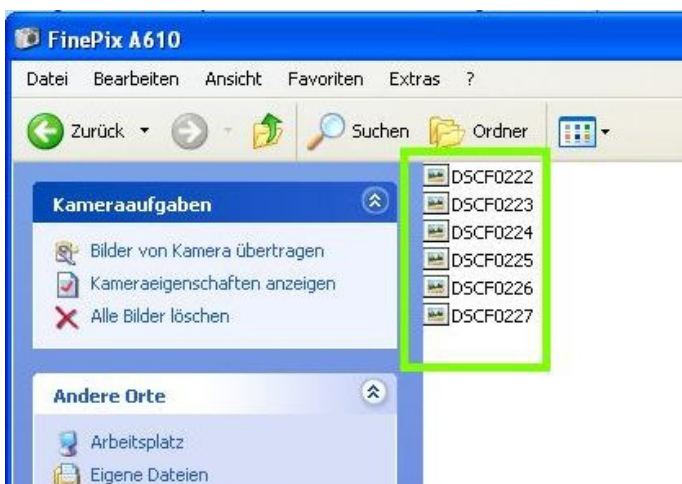 FinePix A610
Datei Bearbeiten Ansicht Favoriten Extras ?
Zurück Suchen Ordner
Kameraaufgaben
Bilder von Kamera übertragen
Kameraeigenschaften anzeigen
Alle Bilder löschen
Andere Orte
Arbeitsplatz
Eigene Dateien
DSCF0222
DSCF0223
DSCF0224
DSCF0225
DSCF0226
DSCF0227